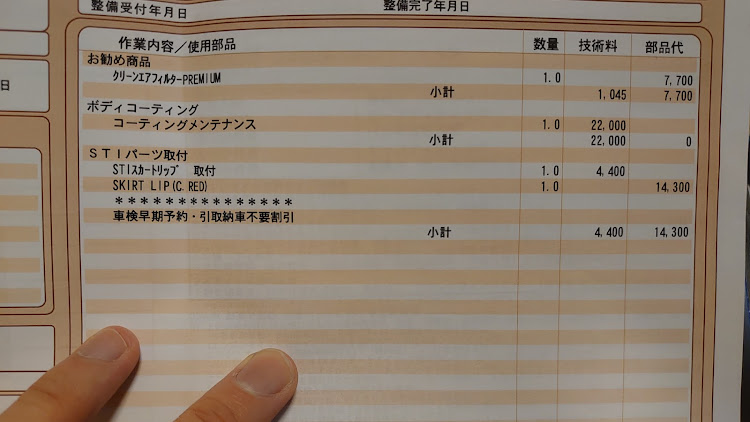 整備受付年月日 整備完了年月日
作業内容/使用部品 数量 技術料 部品代
お勧め商品
クリーンエアフィルターPREMIUM 1.0 7,700
小計 1,045 7,700
ボディコーティング
コーティングメンテナンス 1.0 22,000
小計 22,000 0
STIパーツ取付
STIスカートリップ 取付 1.0 4,400
SKIRT LIP(C.RED) 1.0 14,300
***************
車検早期予約・引取納車不要割引
小計 4,400 14,300
日